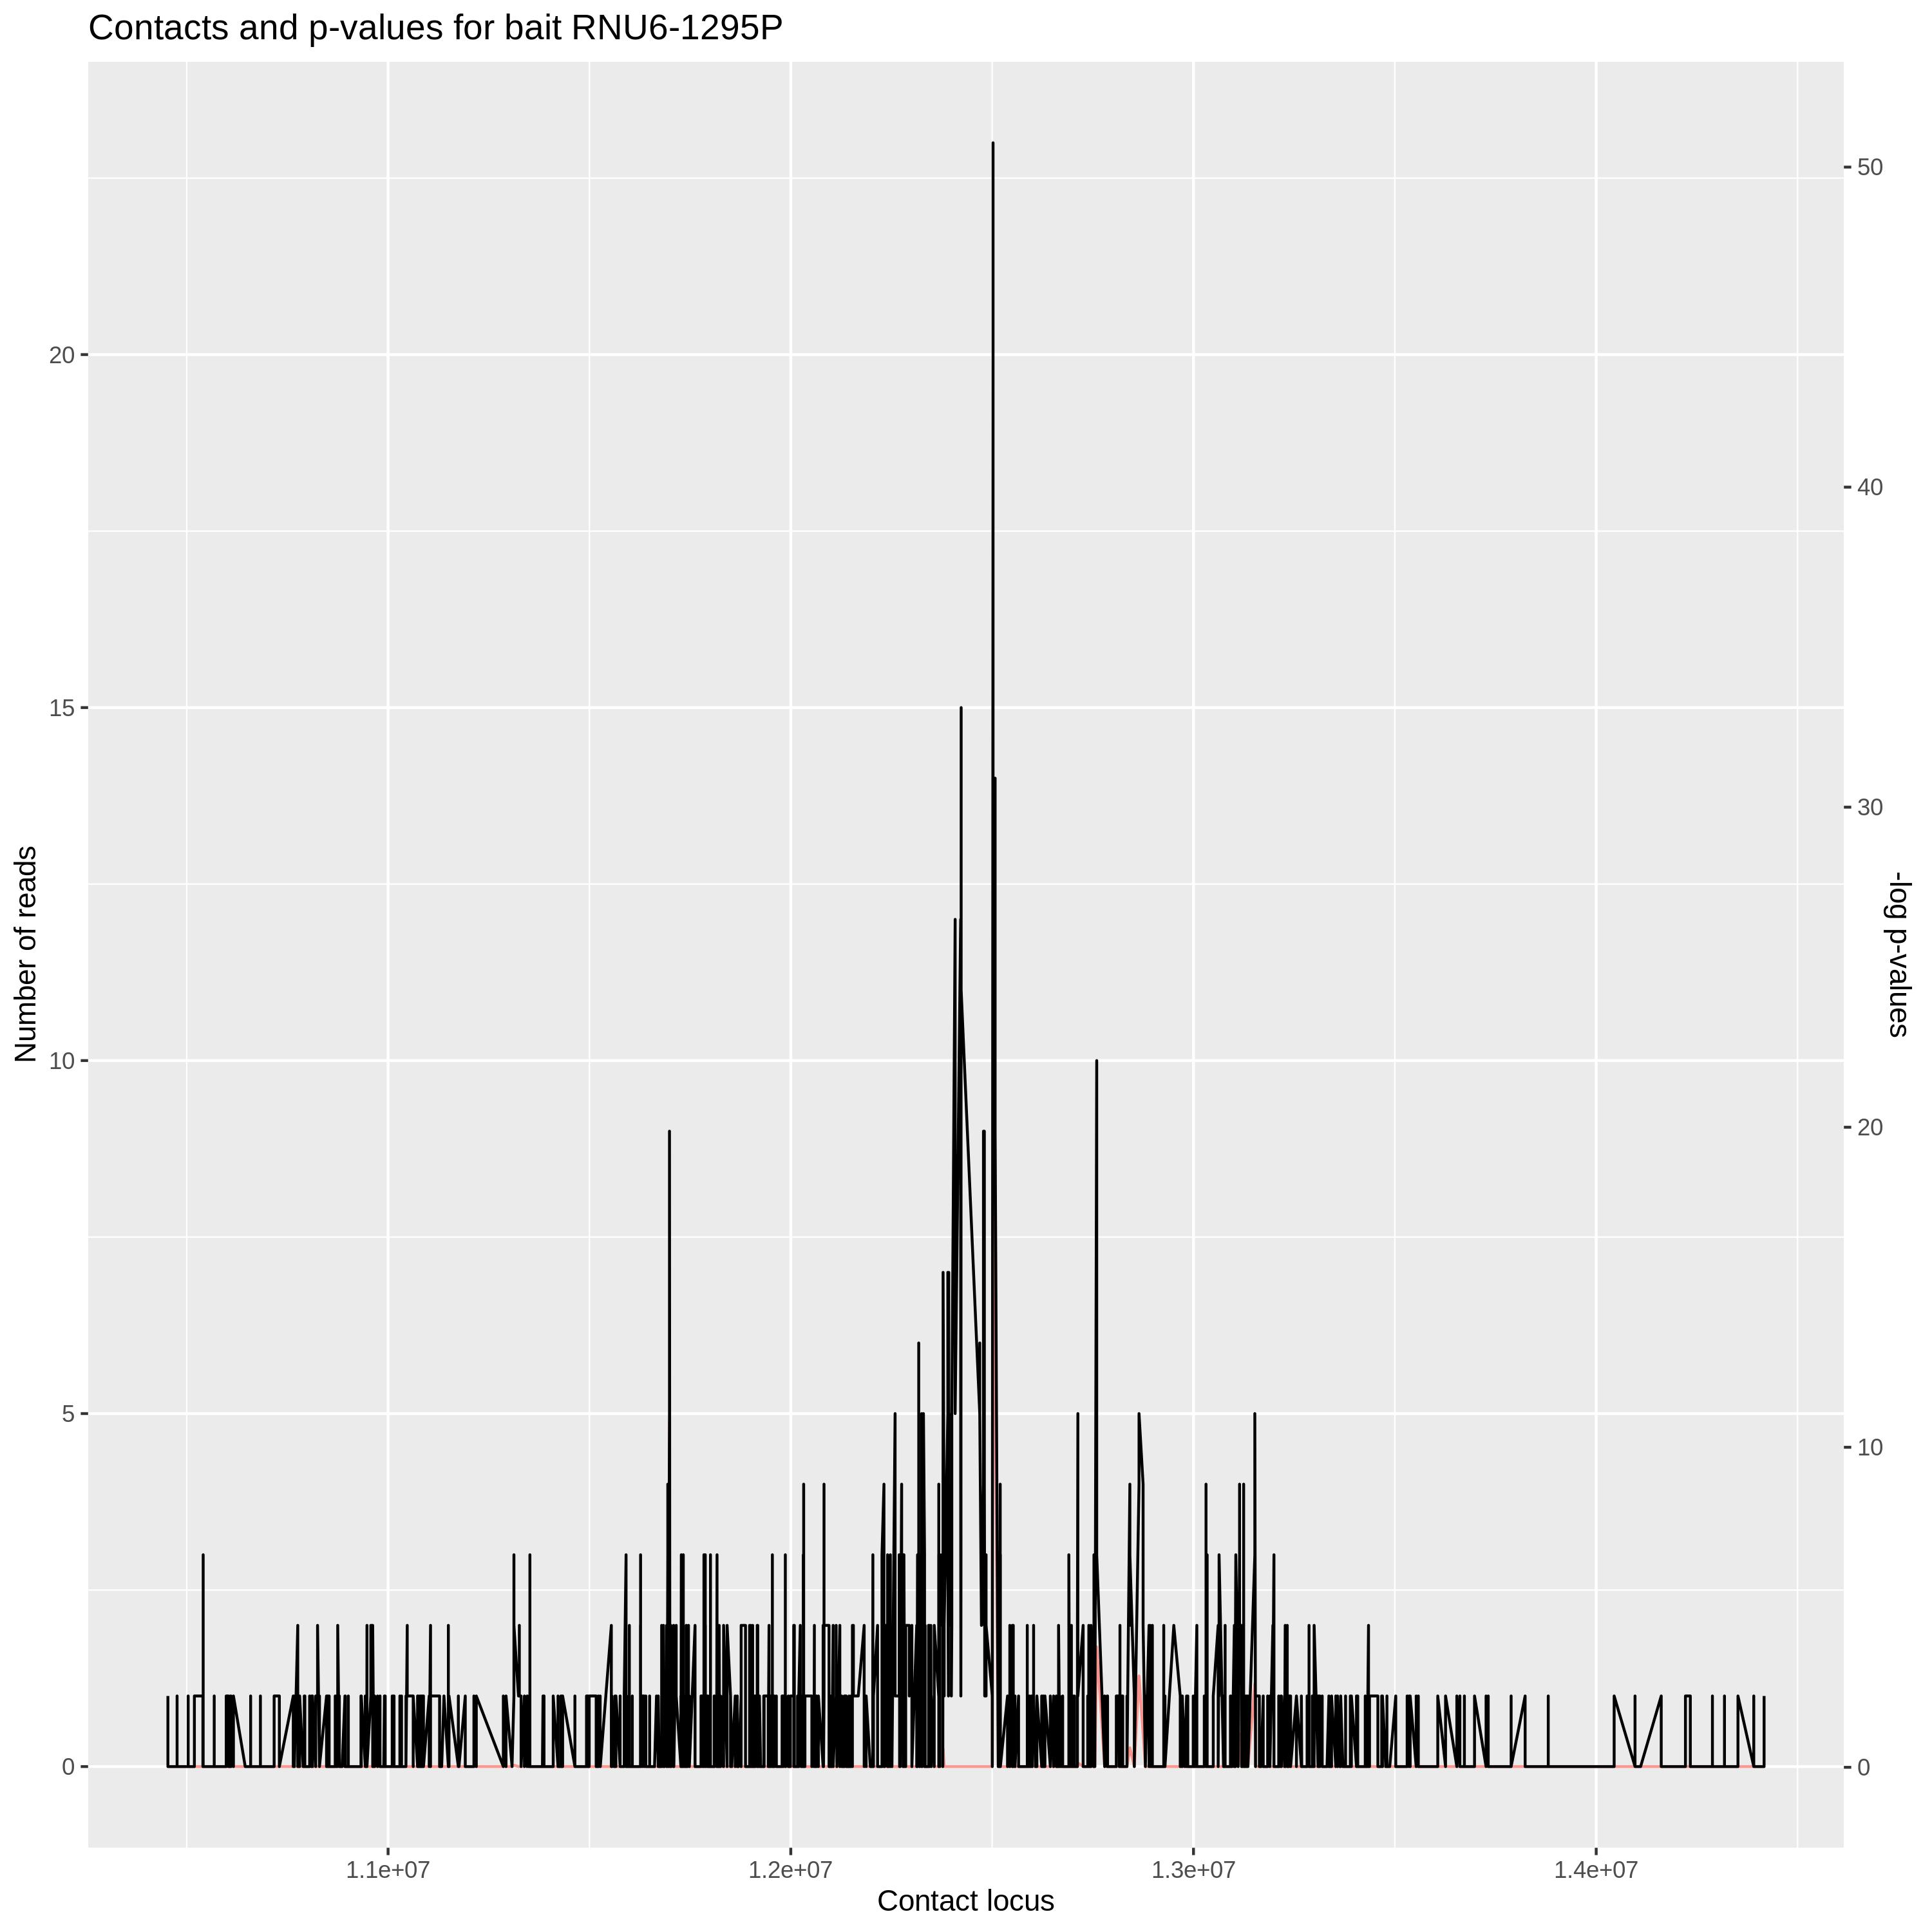 Contacts and p-values for bait RNU6-1295P
Number of reads
20
15
10
5
0
50
40
30
20
10
0
-log p-values
1.1e+07
1.2e+07
1.3e+07
1.4e+07
Contact locus